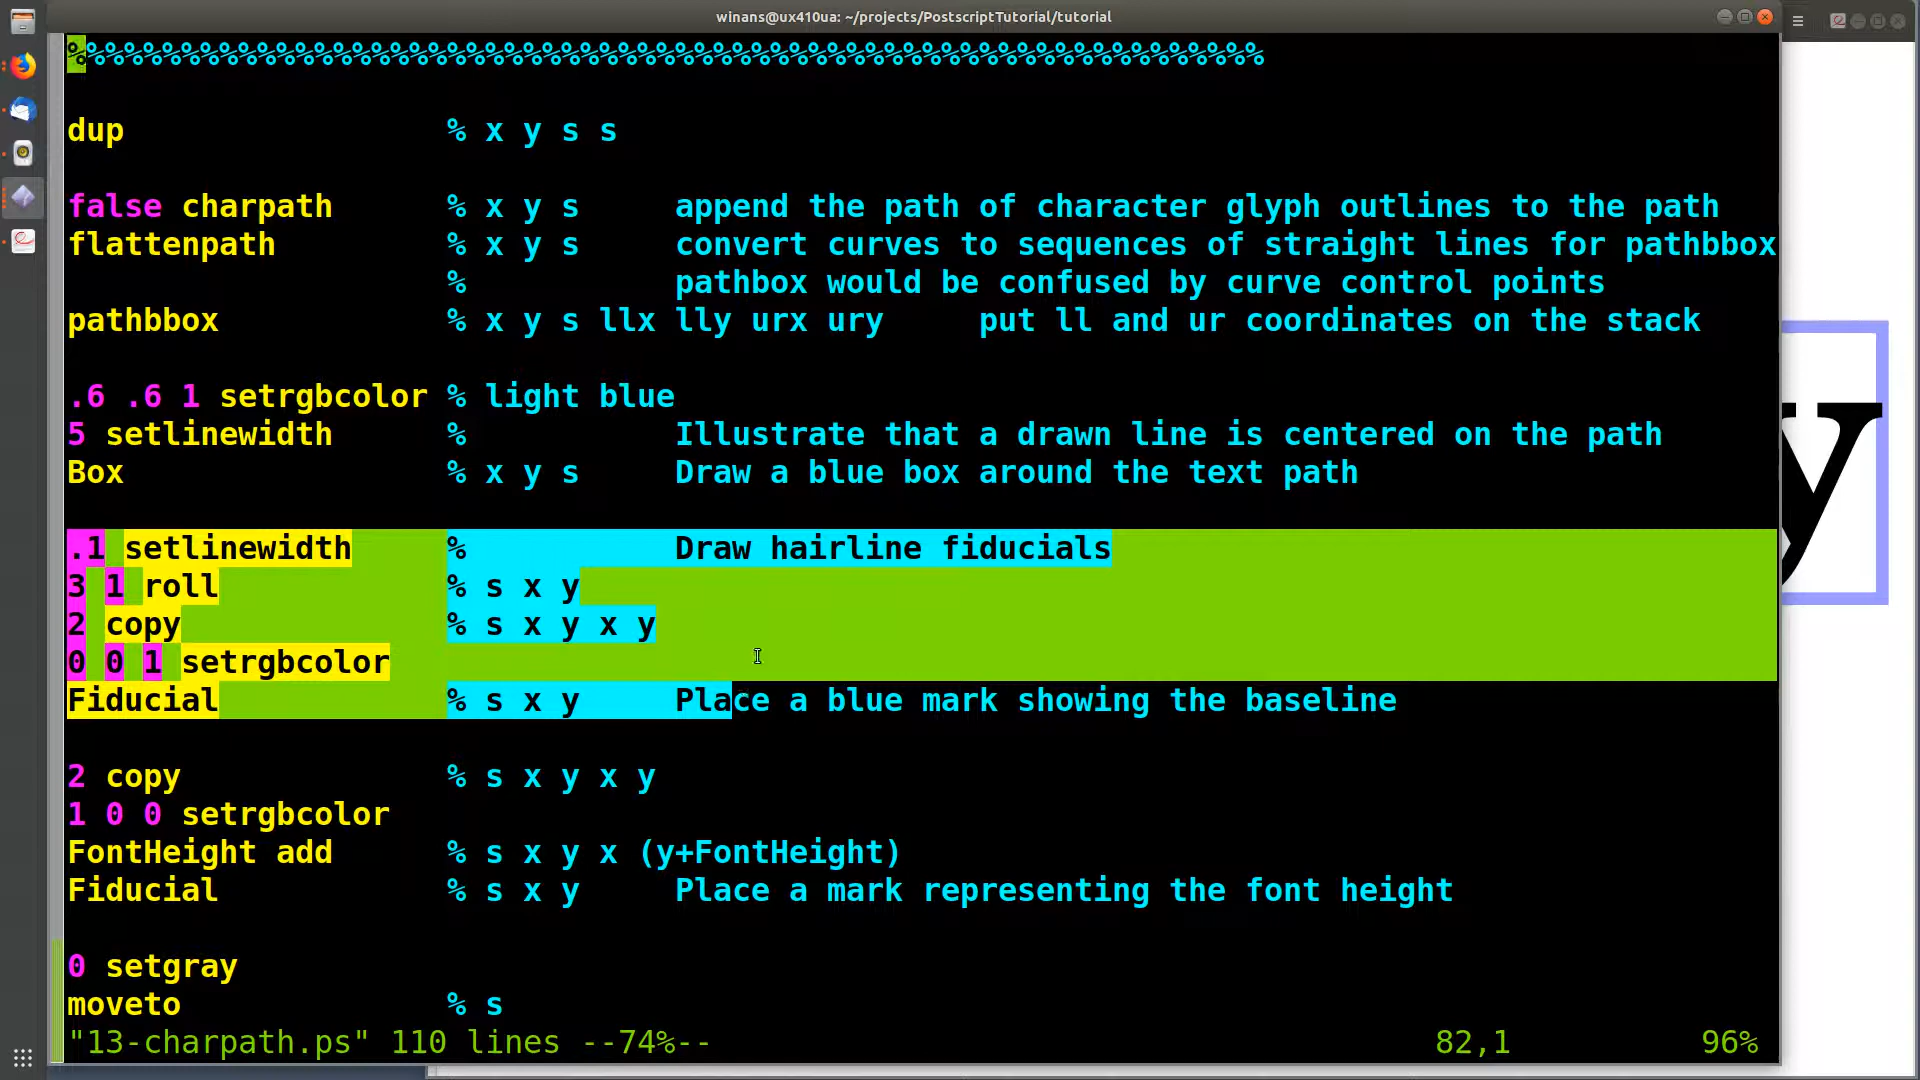 winans@ux410ua: ~/projects/PostscriptTutorial/tutorial
%%%%%%%%%%%%%%%%%%%%%%%%%%%%%%%%%%%%%%%%%%%%%%%%%%%%%%%%%%%%%%%
dup % x y s s
false charpath % x y s append the path of character glyph outlines to the path
flattenpath % x y s convert curves to sequences of straight lines for pathbbox
% pathbox would be confused by curve control points
pathbbox % x y s llx lly urx ury put ll and ur coordinates on the stack
.6 .6 1 setrgbcolor % light blue
5 setlinewidth % Illustrate that a drawn line is centered on the path
Box % x y s Draw a blue box around the text path
.1 setlinewidth % Draw hairline fiducials
3 1 roll % s x y
2 copy % s x y x y
0 0 1 setrgbcolor
Fiducial % s x y Place a blue mark showing the baseline
2 copy % s x y x y
1 0 0 setrgbcolor
FontHeight add % s x y x (y+FontHeight)
Fiducial % s x y Place a mark representing the font height
0 setgray
moveto % s
"13-charpath.ps" 110 lines --74%-- 82,1 96%
y